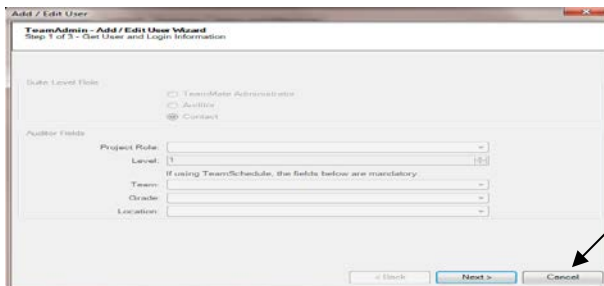 Add / Edit User
TeamAdmin - Add / Edit User Wizard
Step 1 of 3 - Get User and Login Information
Suite Level Role
TeamMate Administrator
Auditor
Contact
Auditor Fields
Project Role:
Level: 1
If using TeamSchedule, the fields below are mandatory
Team:
Grade:
Location:
< Back Next > Cancel